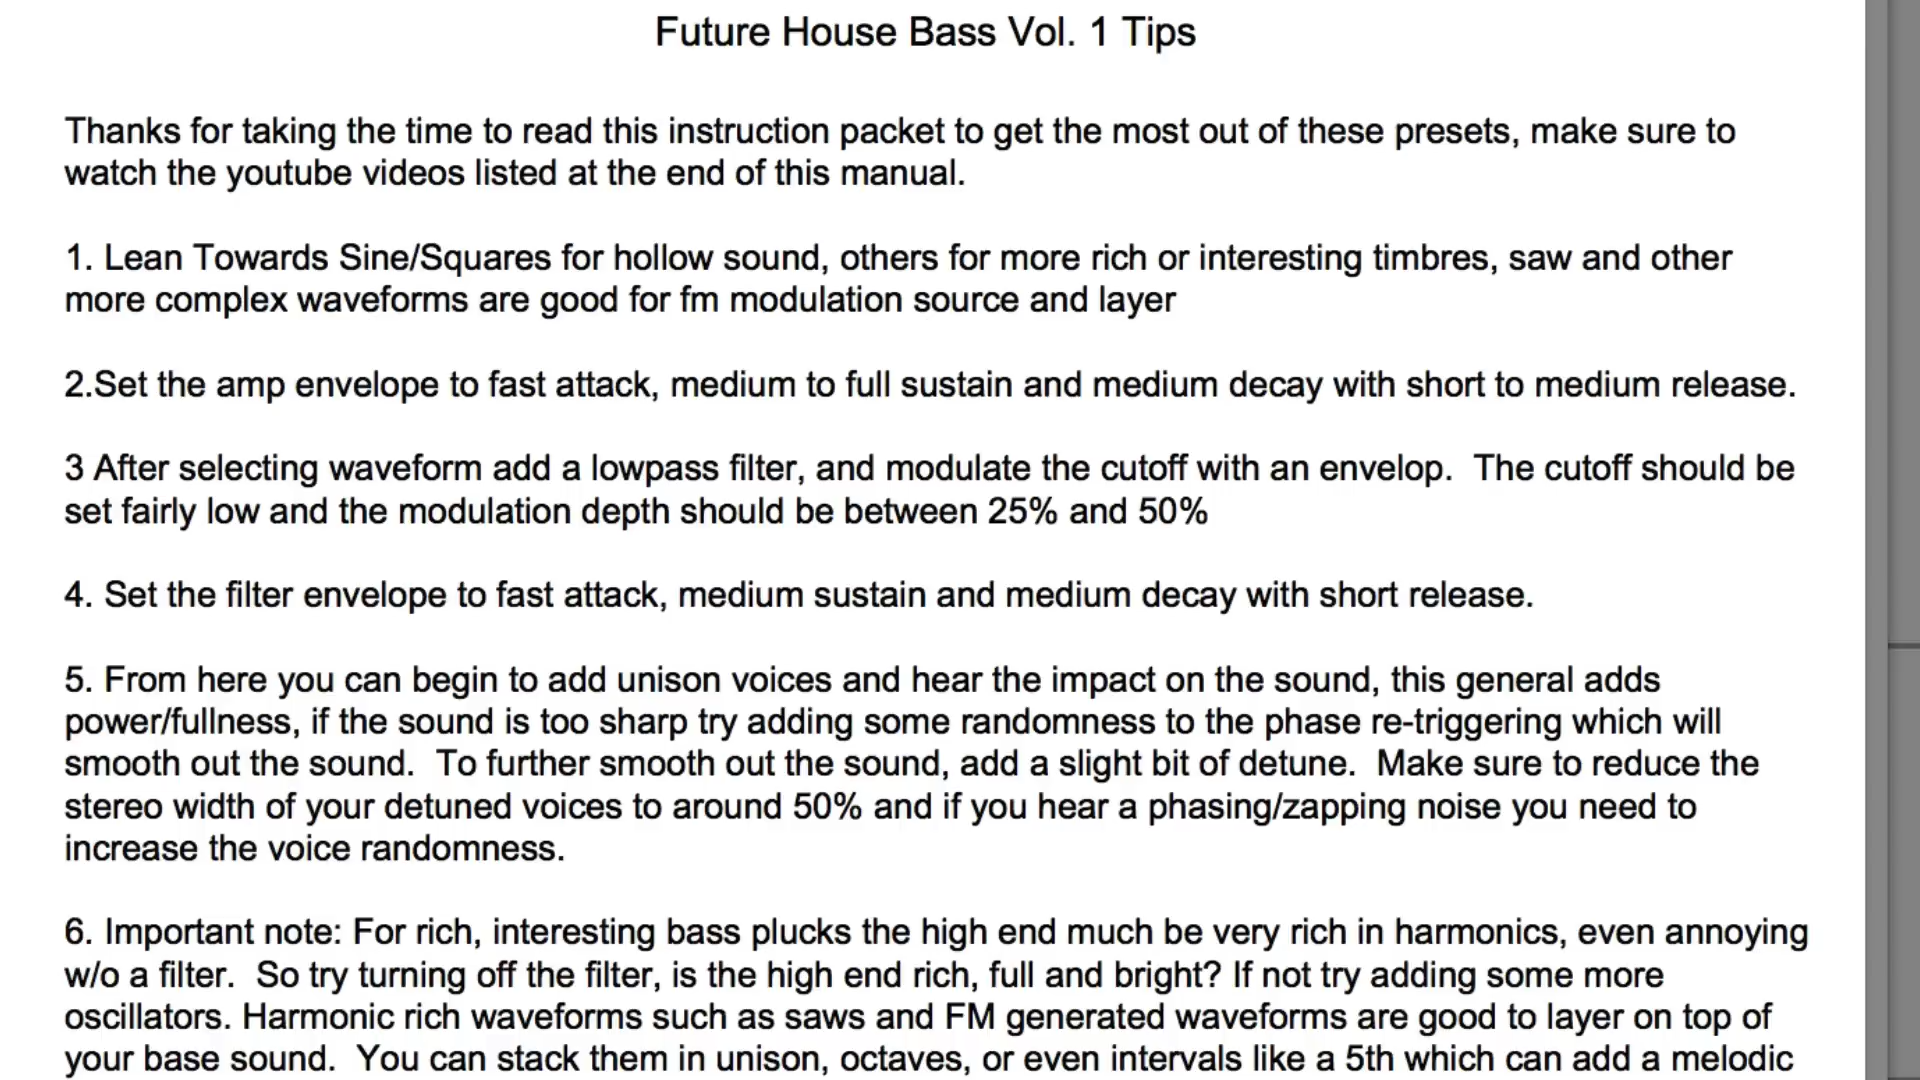 Future House Bass Vol. 1 Tips
Thanks for taking the time to read this instruction packet to get the most out of these presets, make sure to
watch the youtube videos listed at the end of this manual.
1. Lean Towards Sine/Squares for hollow sound, others for more rich or interesting timbres, saw and other
more complex waveforms are good for fm modulation source and layer
2.Set the amp envelope to fast attack, medium to full sustain and medium decay with short to medium release.
3 After selecting waveform add a lowpass filter, and modulate the cutoff with an envelop.  The cutoff should be
set fairly low and the modulation depth should be between 25% and 50%
4. Set the filter envelope to fast attack, medium sustain and medium decay with short release.
5. From here you can begin to add unison voices and hear the impact on the sound, this general adds
power/fullness, if the sound is too sharp try adding some randomness to the phase re-triggering which will
smooth out the sound.  To further smooth out the sound, add a slight bit of detune.  Make sure to reduce the
stereo width of your detuned voices to around 50% and if you hear a phasing/zapping noise you need to
increase the voice randomness.
6. Important note: For rich, interesting bass plucks the high end much be very rich in harmonics, even annoying
w/o a filter.  So try turning off the filter, is the high end rich, full and bright? If not try adding some more
oscillators. Harmonic rich waveforms such as saws and FM generated waveforms are good to layer on top of
your base sound.  You can stack them in unison, octaves, or even intervals like a 5th which can add a melodic